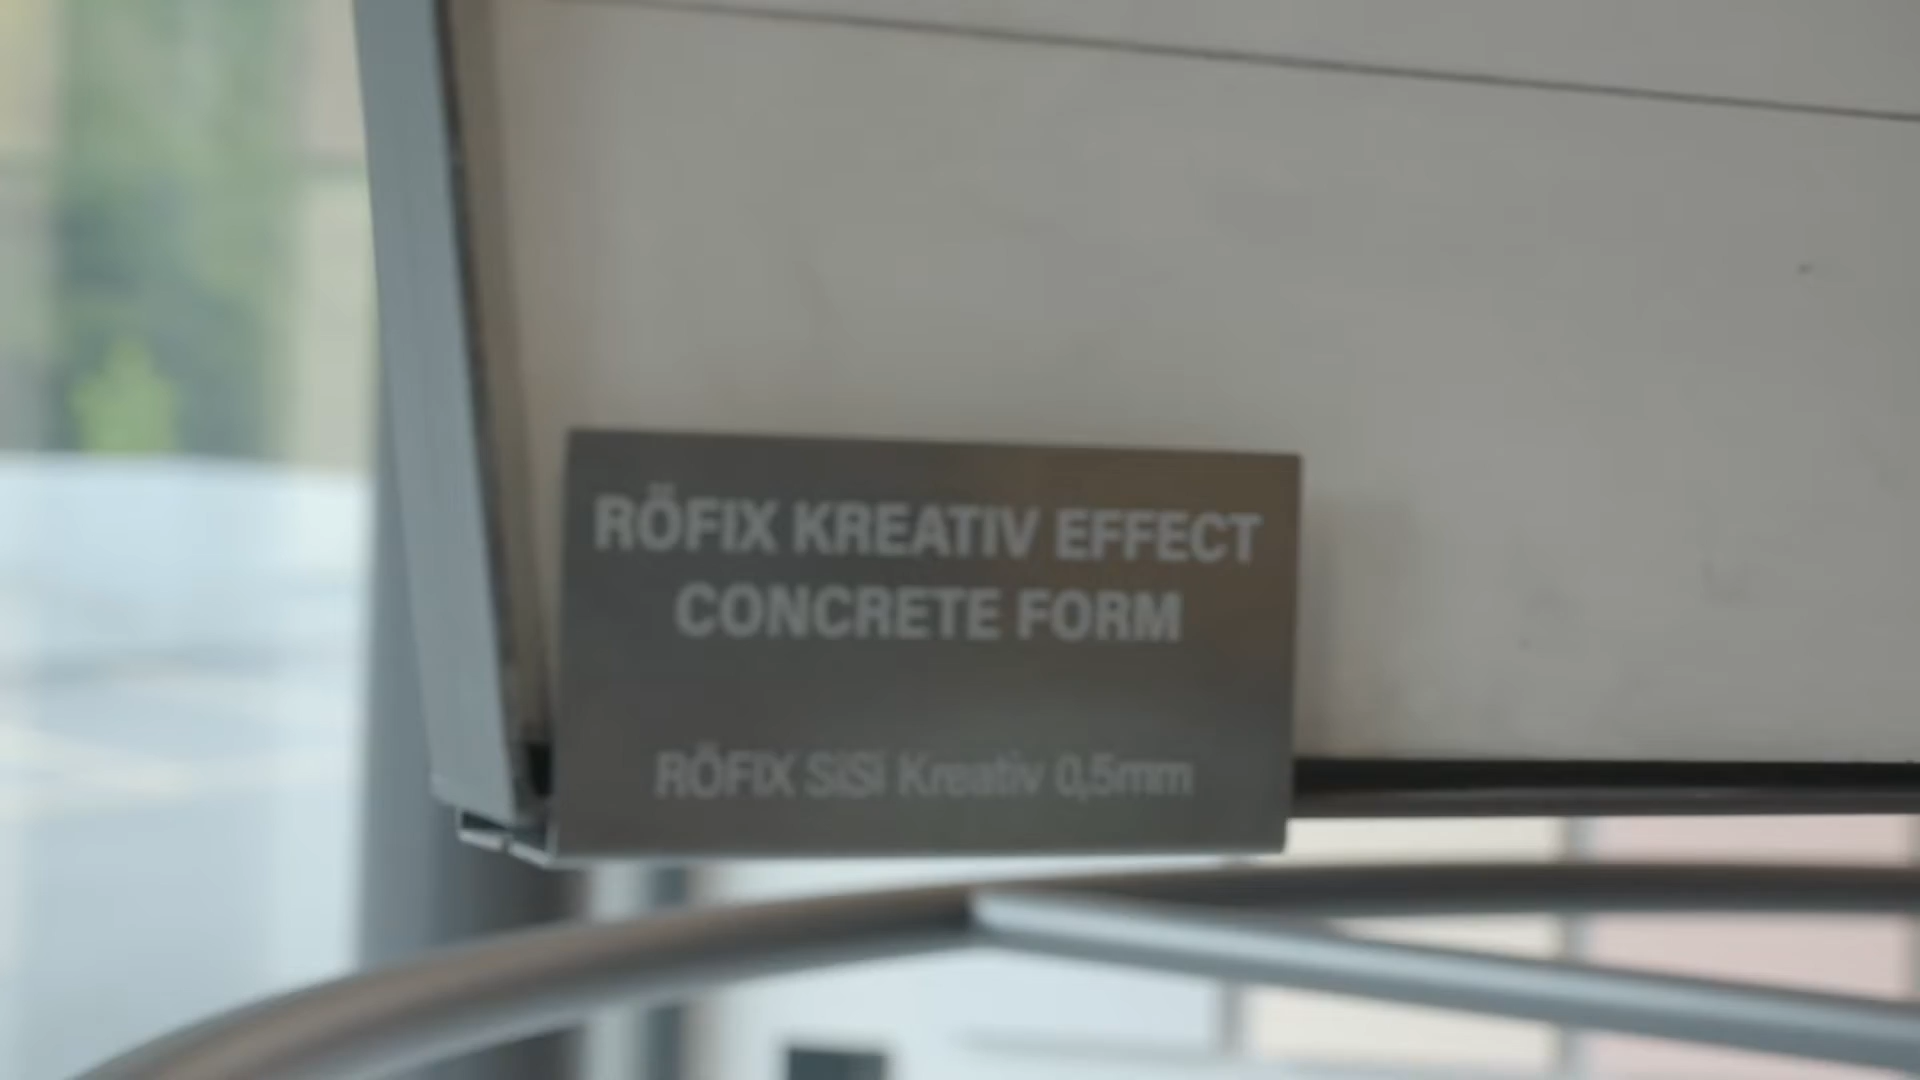 RÖFIX KREATIV EFFECT
CONCRETE FORM
RÖFIX SiSi Kreativ 0,5mm